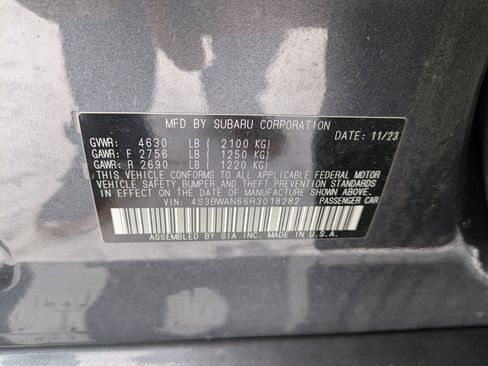 MFD BY SUBARU CORPORATION
DATE: 11/23
GVWR: 4630 LB ( 2100 KG)
GAWR: F 2756 LB ( 1250 KG)
GAWR: R 2690 LB ( 1220 KG)
THIS VEHICLE CONFORMS TO ALL APPLICABLE FEDERAL MOTOR
VEHICLE SAFETY,BUMPER,AND THEFT PREVENTION STANDARDS
IN EFFECT ON THE DATE OF MANUFACTURE SHOWN ABOVE.
VIN: 4S3BWAN66R3018282 PASSENGER CAR
ASSEMBLED BY SIA INC. MADE IN U.S.A.